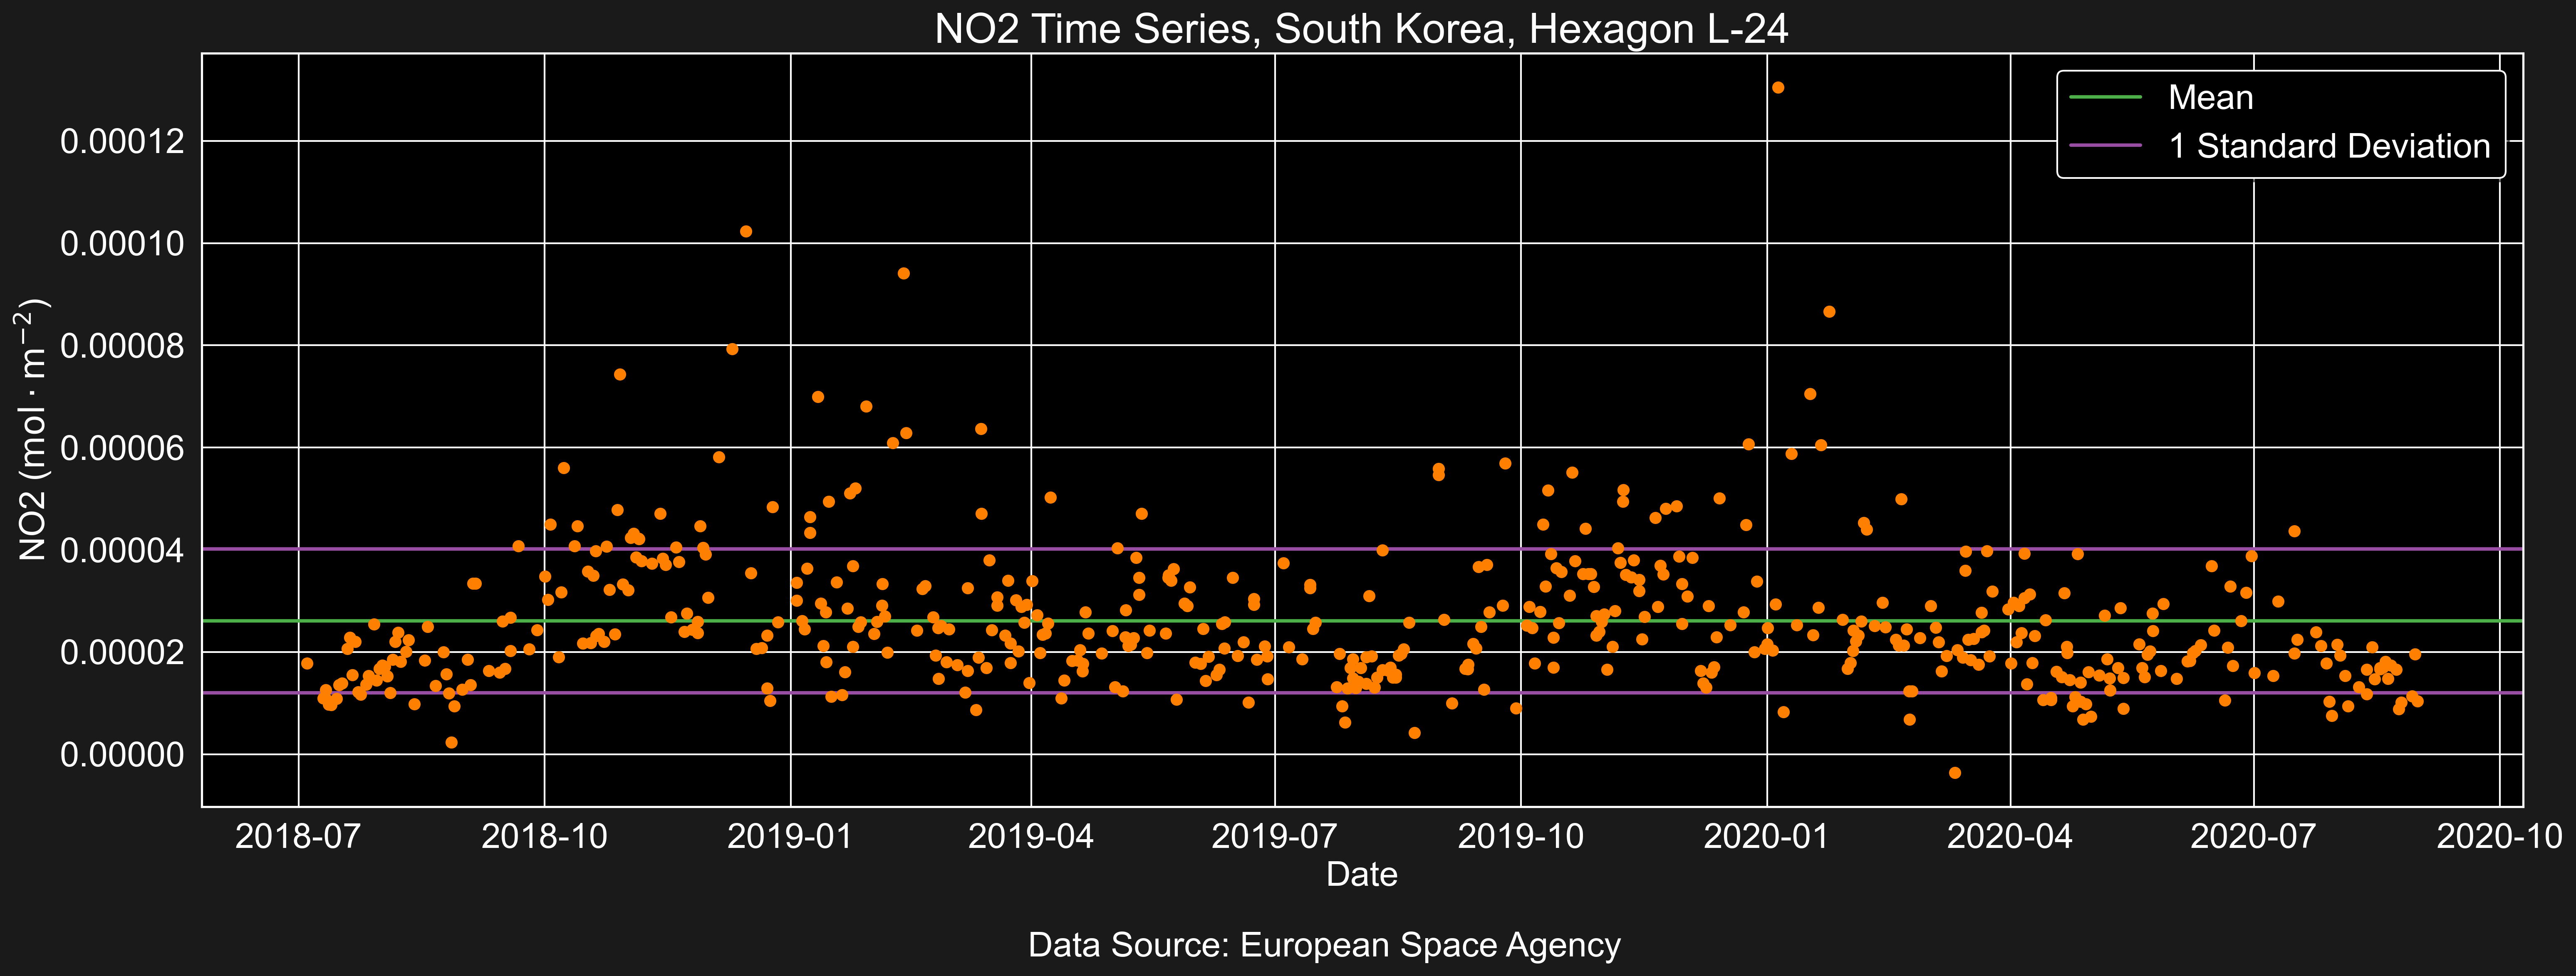 NO2 Time Series, South Korea, Hexagon L-24
Mean
1 Standard Deviation
0.00012
0.00010
0.00008
0.00006
0.00004
0.00002
0.00000
NO2 (mol · m⁻²)
2018-07 2018-10 2019-01 2019-04 2019-07 2019-10 2020-01 2020-04 2020-07 2020-10
Date
Data Source: European Space Agency